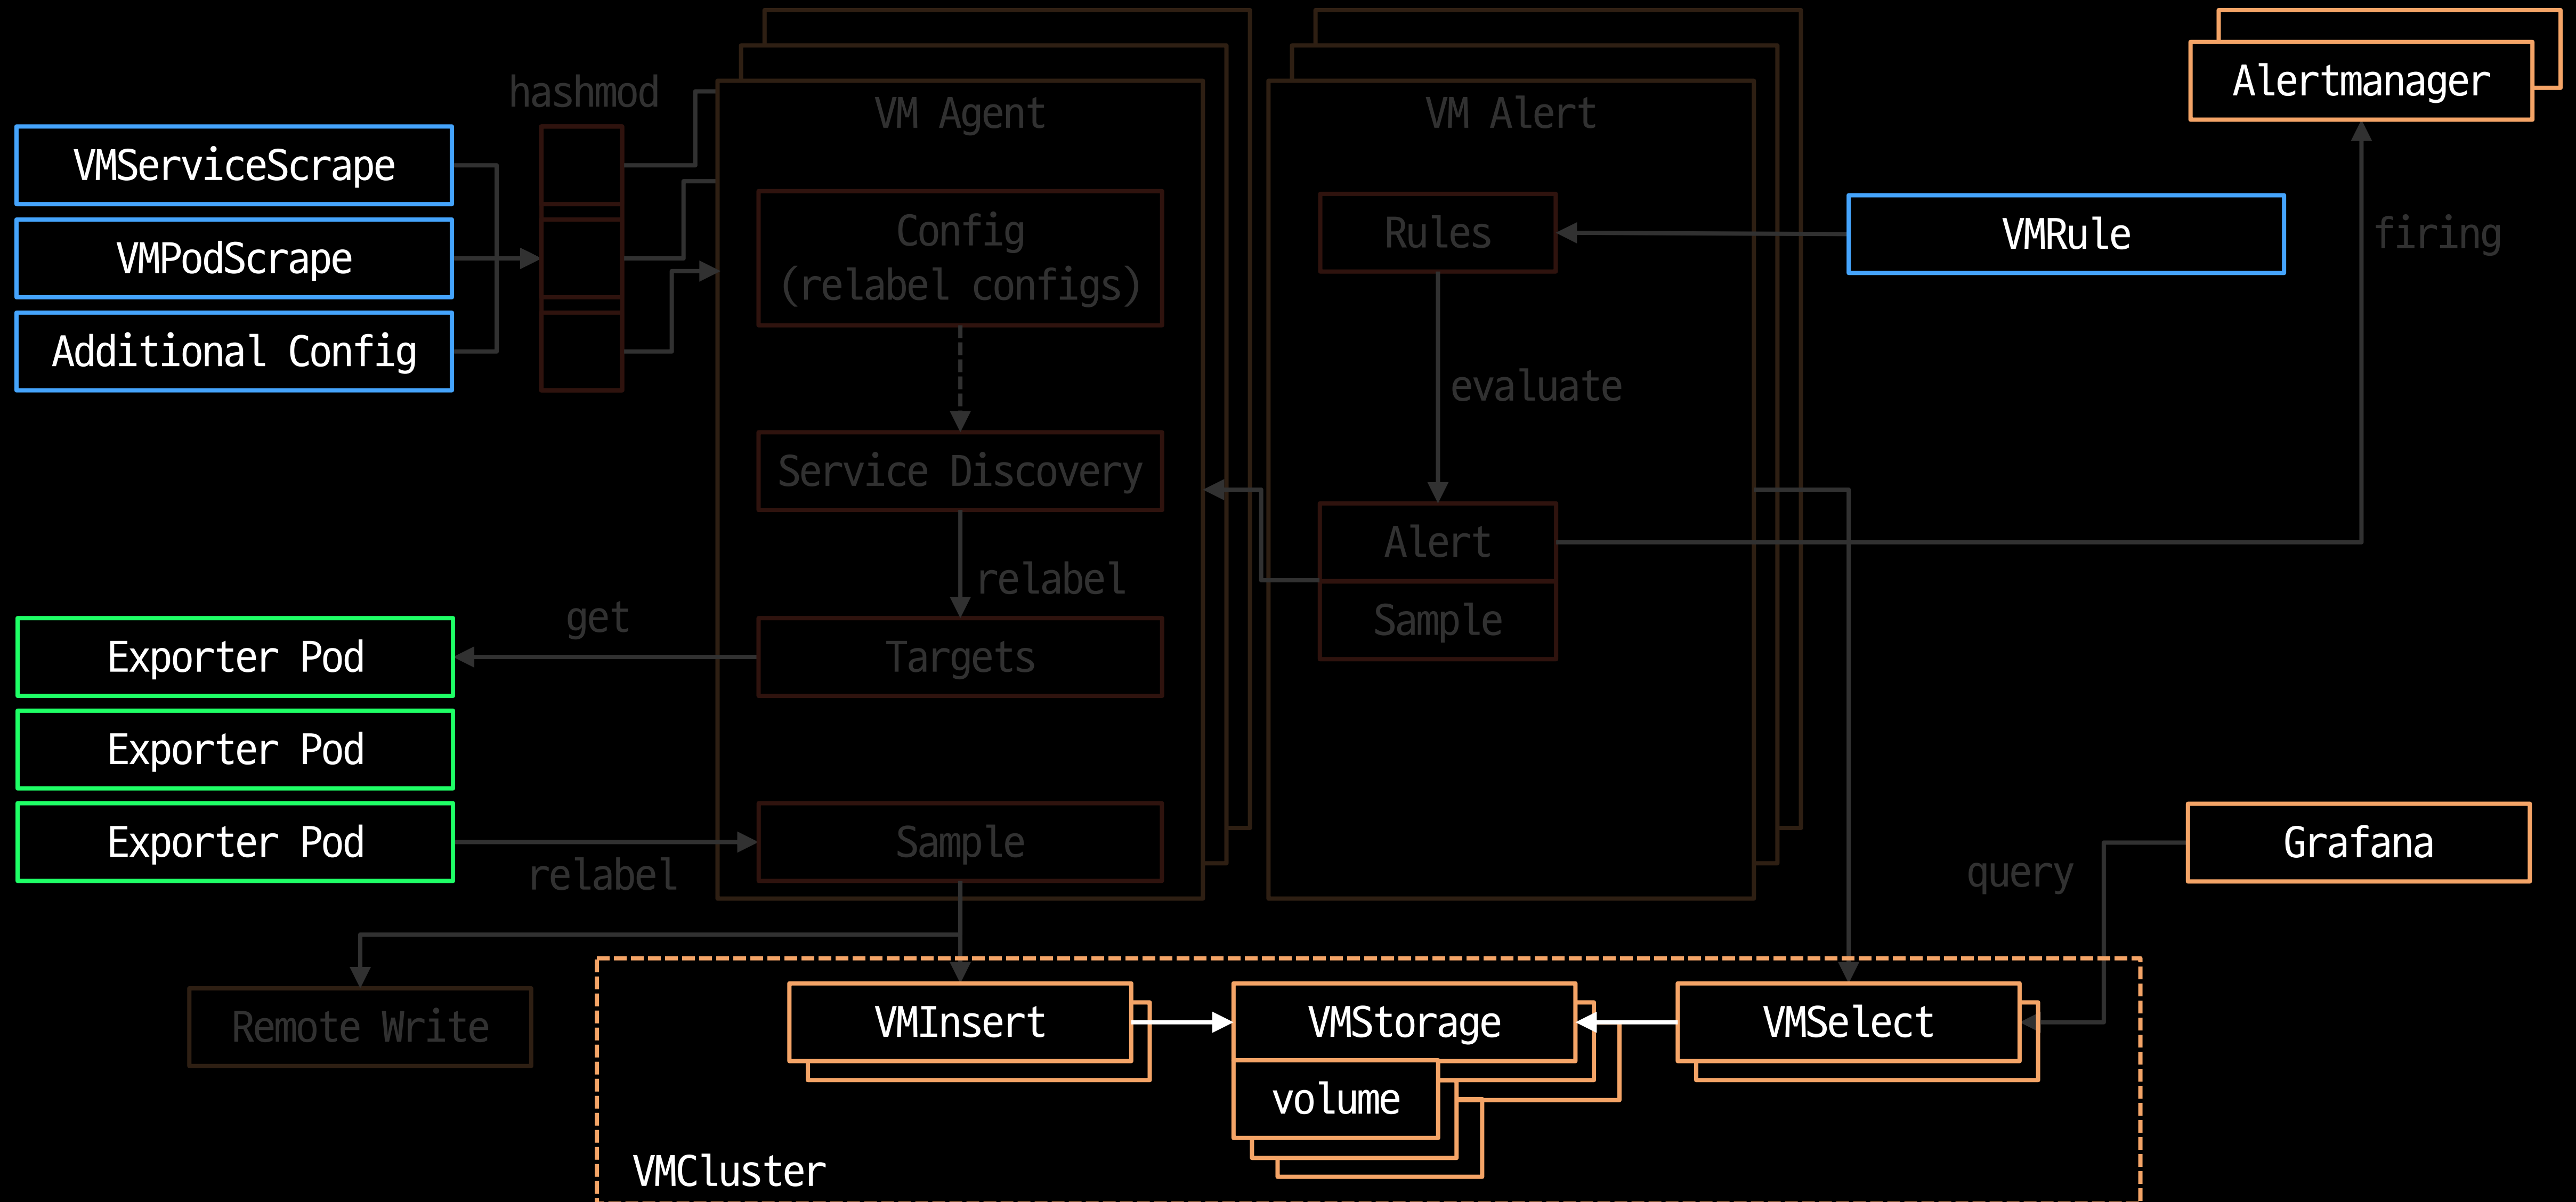 hashmod
VMServiceScrape
VMPodScrape
Additional Config
VM Agent
Config
(relabel configs)
Service Discovery
relabel
Targets
get
Exporter Pod
Exporter Pod
Exporter Pod
relabel
Sample
Remote Write
VM Alert
Rules
evaluate
Alert
Sample
VMRule
Alertmanager
firing
Grafana
query
VMInsert
VMStorage
volume
VMSelect
VMCluster